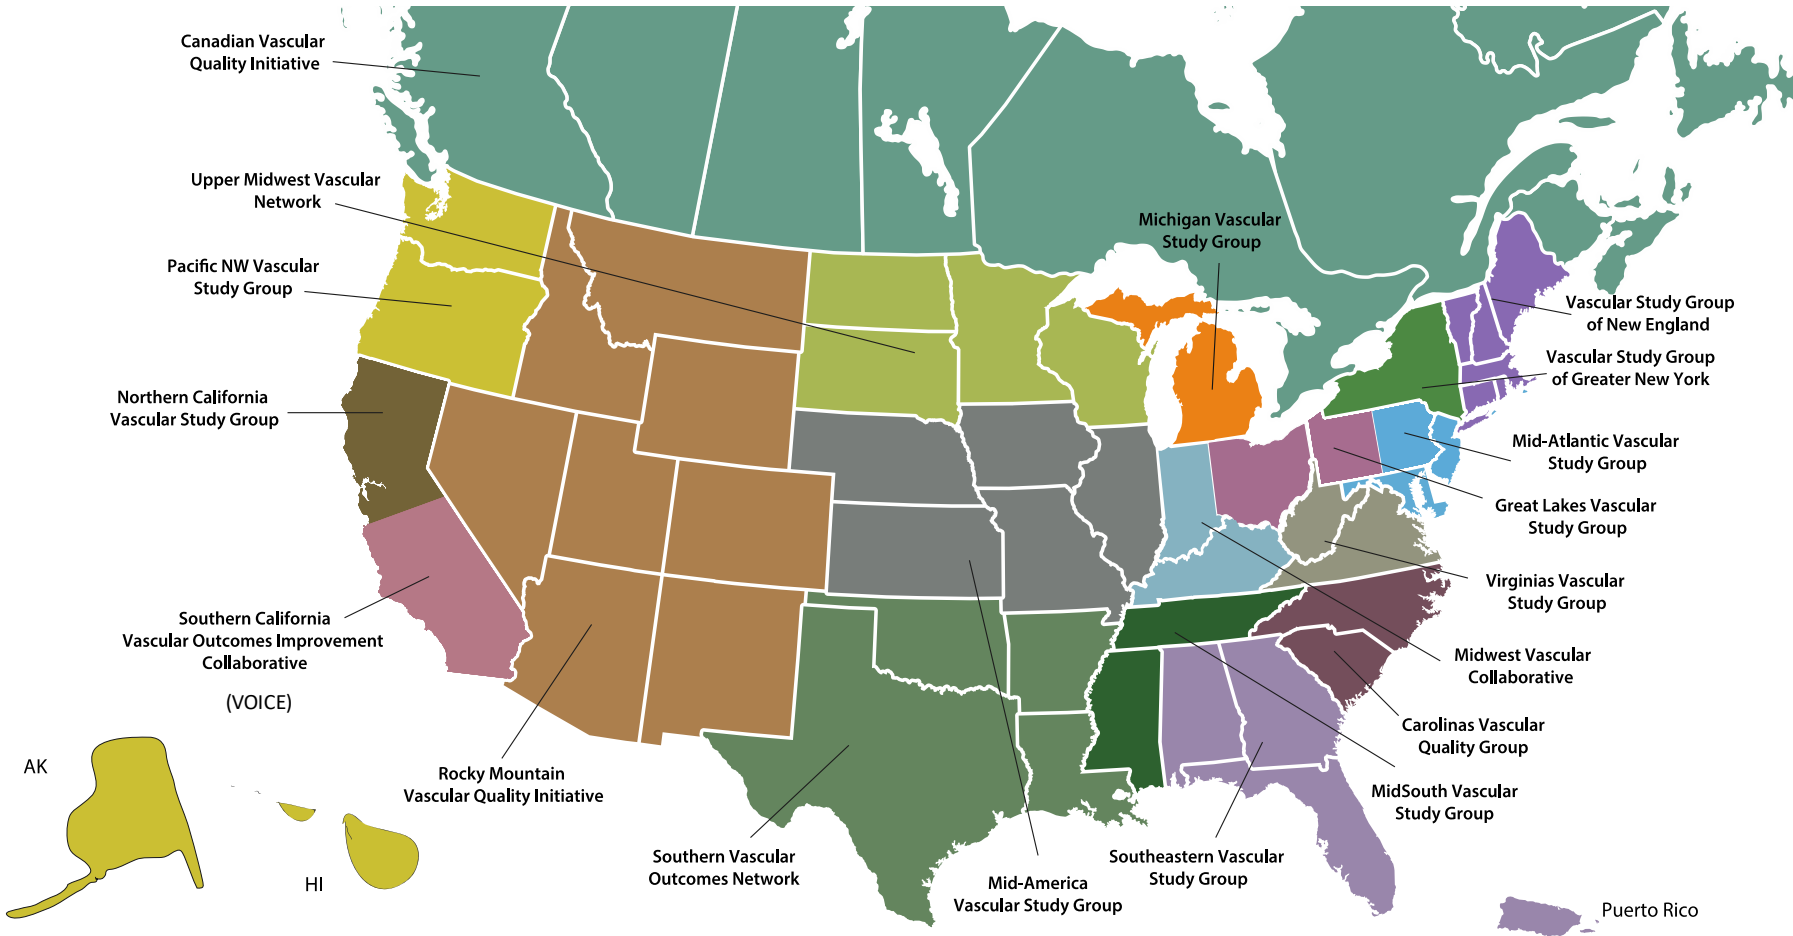 Canadian Vascular
Quality Initiative
Upper Midwest Vascular
Network
Michigan Vascular
Study Group
Pacific NW Vascular
Study Group
Vascular Study Group
of New England
Vascular Study Group
of Greater New York
Northern California
Vascular Study Group
Mid-Atlantic Vascular
Study Group
Great Lakes Vascular
Study Group
Virginias Vascular
Study Group
Southern California
Vascular Outcomes Improvement
Collaborative
(VOICE)
Midwest Vascular
Collaborative
Carolinas Vascular
Quality Group
AK
Rocky Mountain
Vascular Quality Initiative
MidSouth Vascular
Study Group
Southern Vascular
Outcomes Network
Southeastern Vascular
Study Group
HI
Mid-America
Vascular Study Group
Puerto Rico